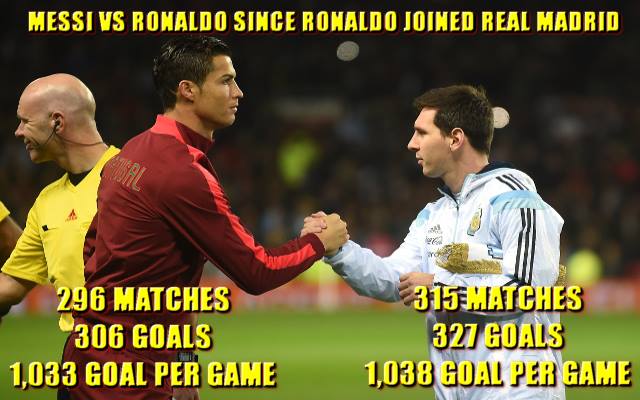 MESSI VS RONALDO SINCE RONALDO JOINED REAL MADRID
296 MATCHES
306 GOALS
1,033 GOAL PER GAME
315 MATCHES
327 GOALS
1,038 GOAL PER GAME